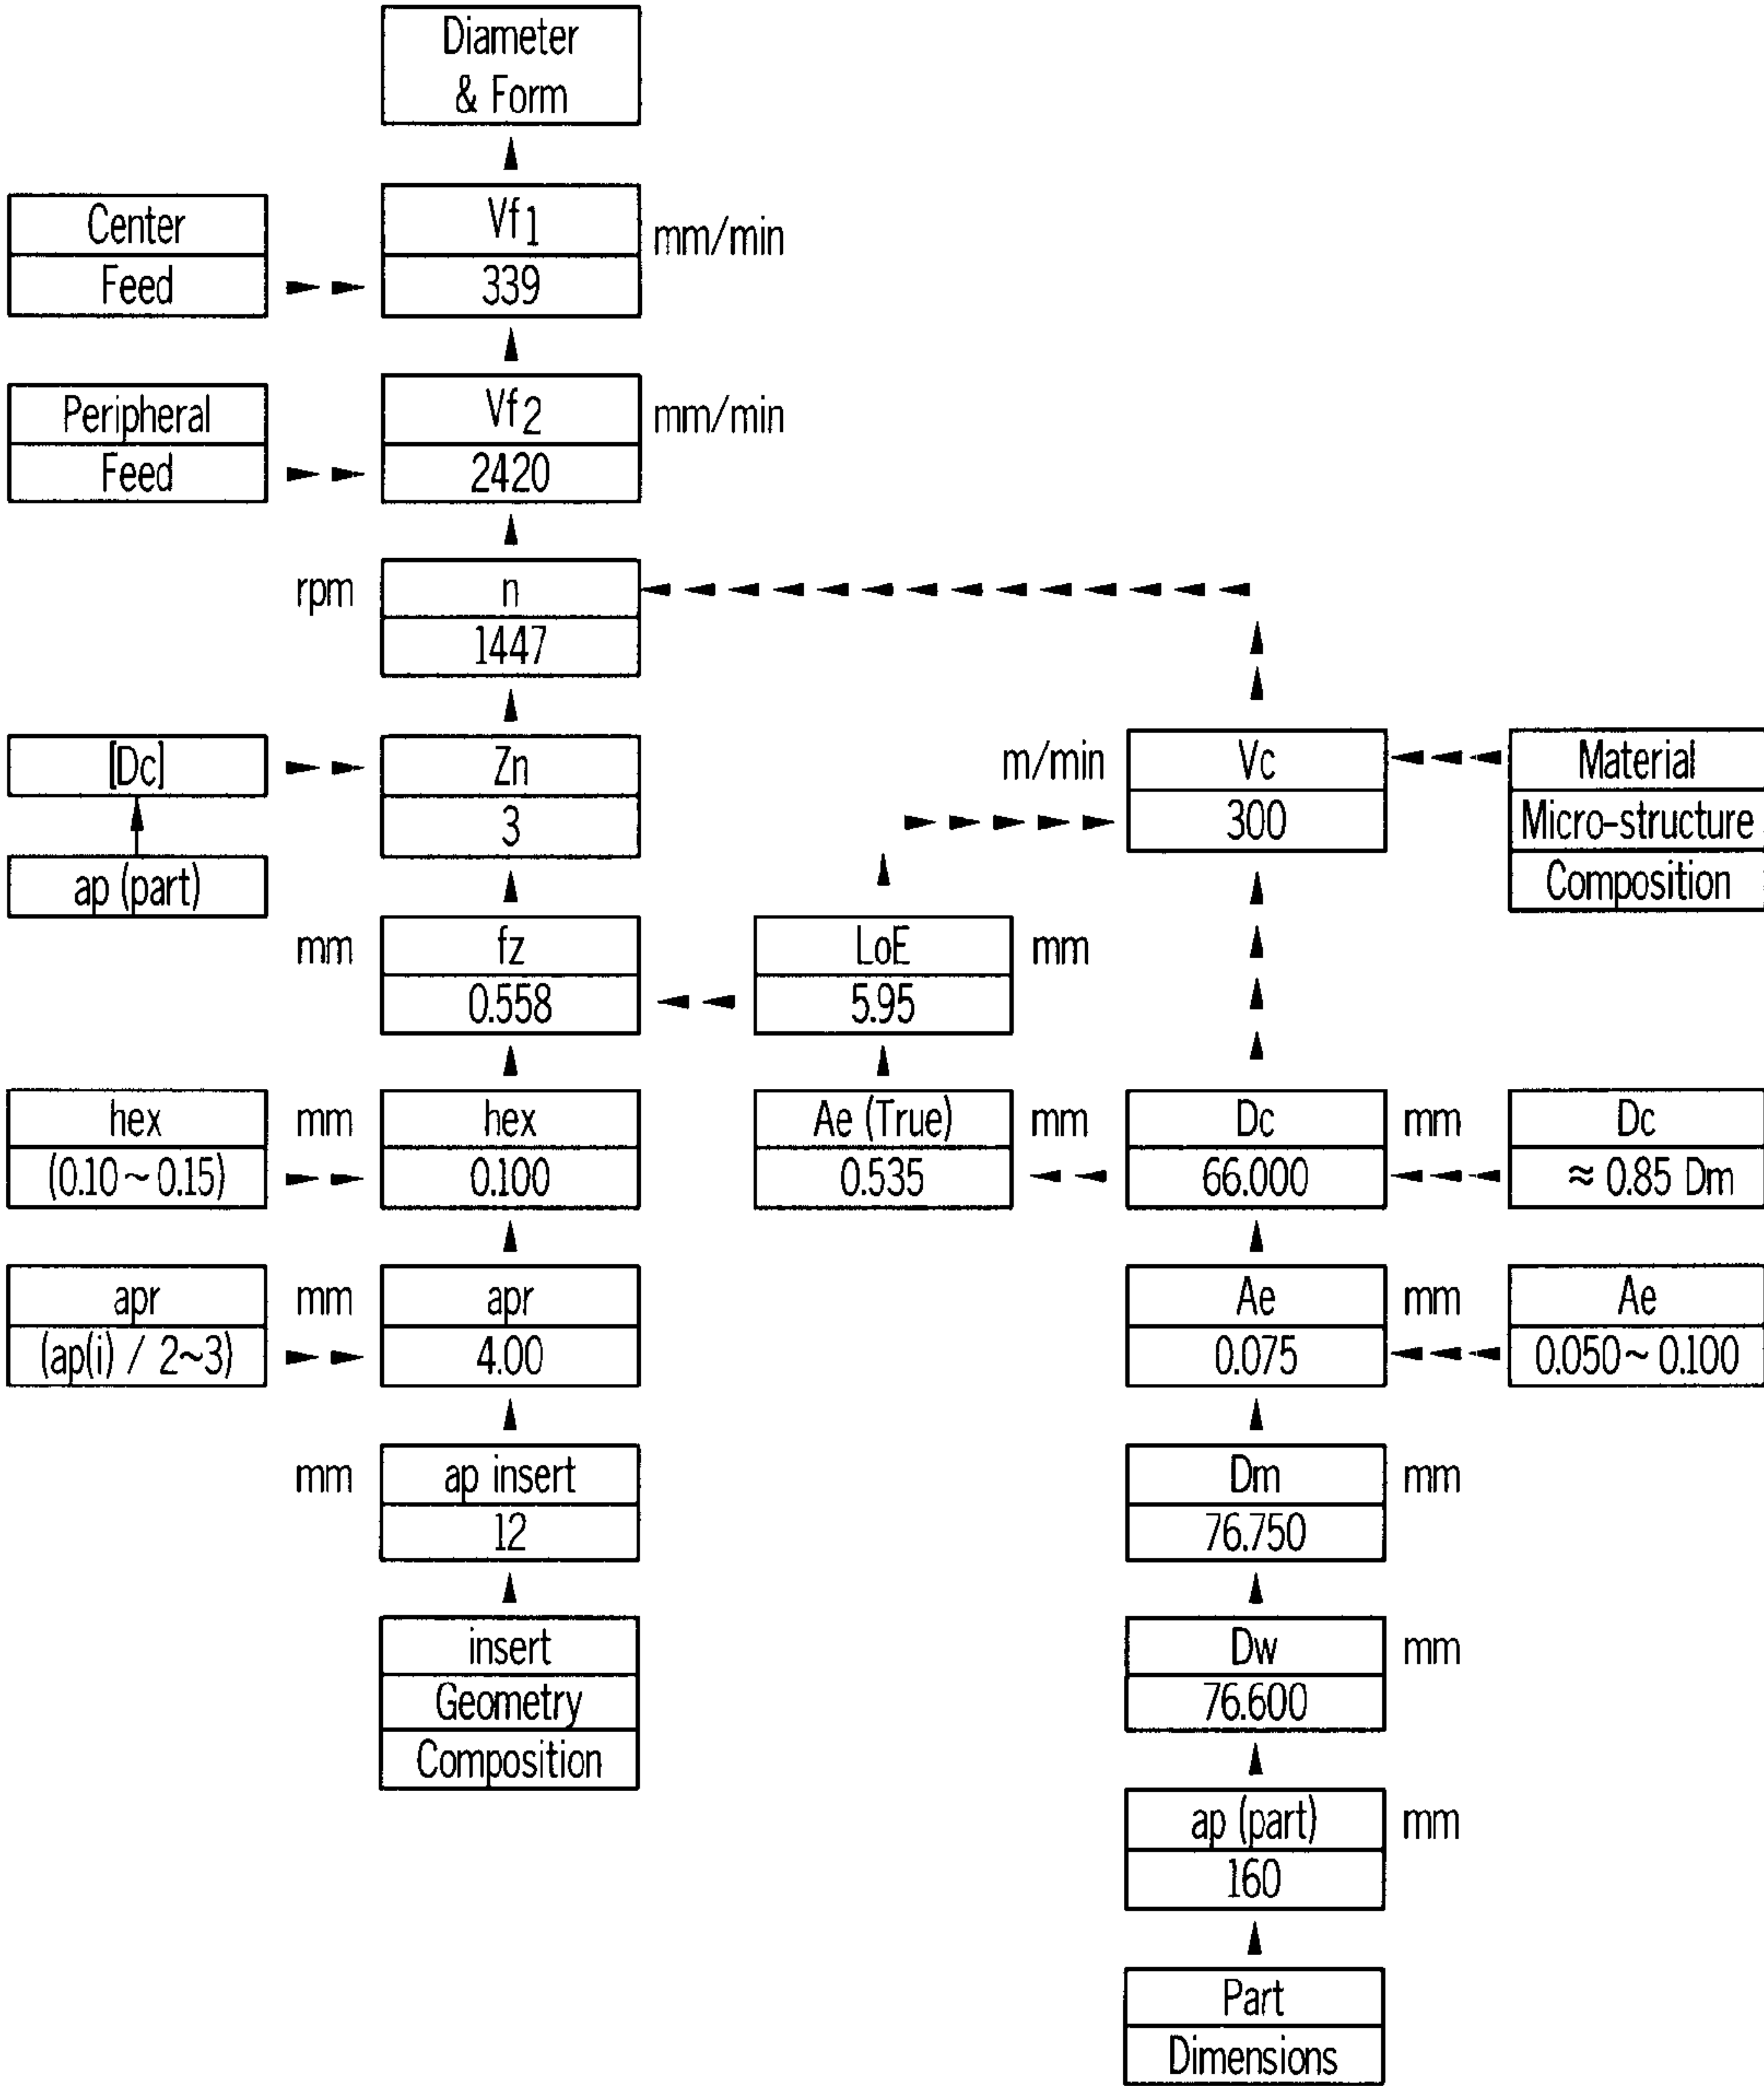 Diameter
& Form
Center
Feed
Vf1
339
mm/min
Peripheral
Feed
Vf2
2420
mm/min
rpm
n
1447
[Dc]
ap (part)
Zn
3
m/min
Vc
300
Material
Micro-structure
Composition
mm
fz
0.558
LoE
5.95
mm
hex
(0.10 ~ 0.15)
mm
hex
0.100
Ae (True)
0.535
mm
Dc
66.000
mm
Dc
≈ 0.85 Dm
apr
(ap(i) / 2~3)
mm
apr
4.00
Ae
0.075
mm
Ae
0.050 ~ 0.100
mm
ap insert
12
Dm
76.750
mm
insert
Geometry
Composition
Dw
76.600
mm
ap (part)
160
mm
Part
Dimensions